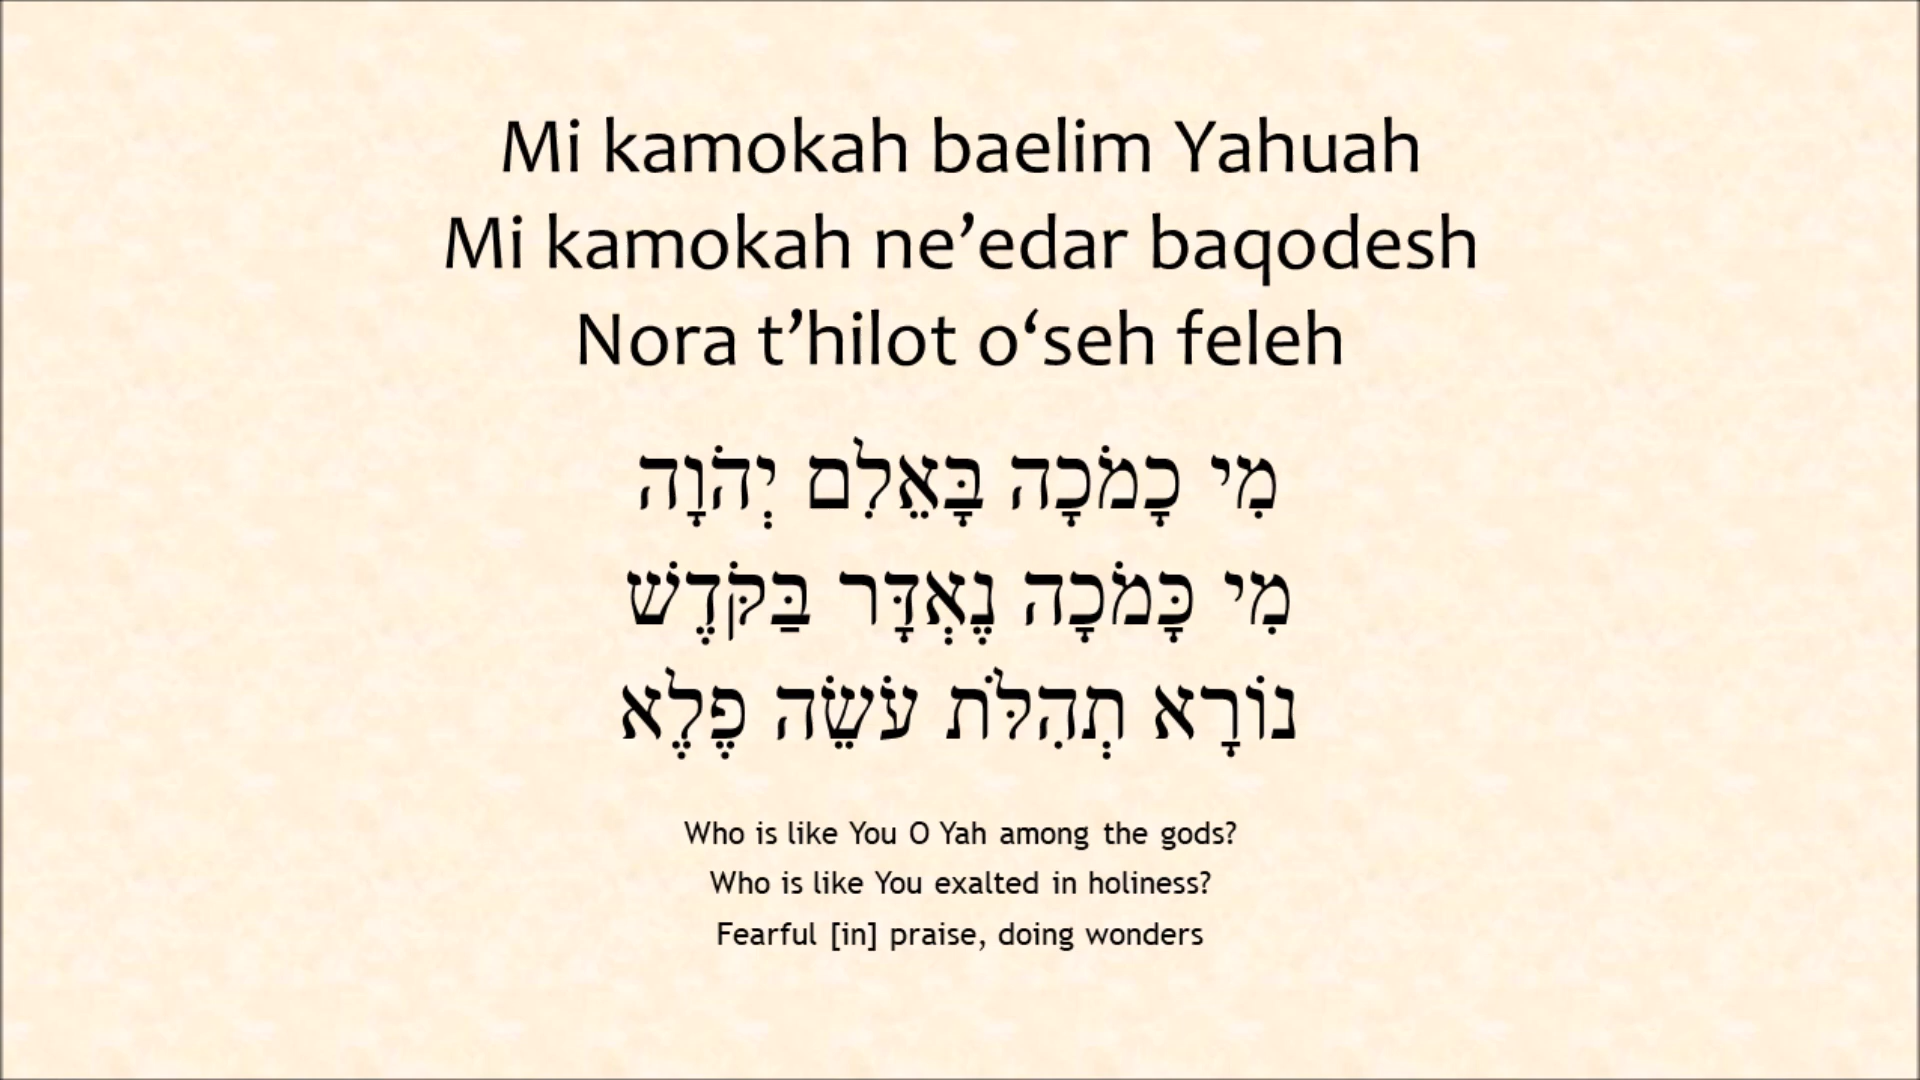 Mi kamokah baelim Yahuah
Mi kamokah ne’edar baqodesh
Nora t’hilot o‘seh feleh
מִי כָמֹכָה בָּאֵלִם יְהֹוָה
מִי כָּמֹכָה נֶאְדָּר בַּקֹּדֶשׁ
נוֹרָא תְהִלֹּת עֹשֵׂה פֶלֶא
Who is like You O Yah among the gods?
Who is like You exalted in holiness?
Fearful [in] praise, doing wonders